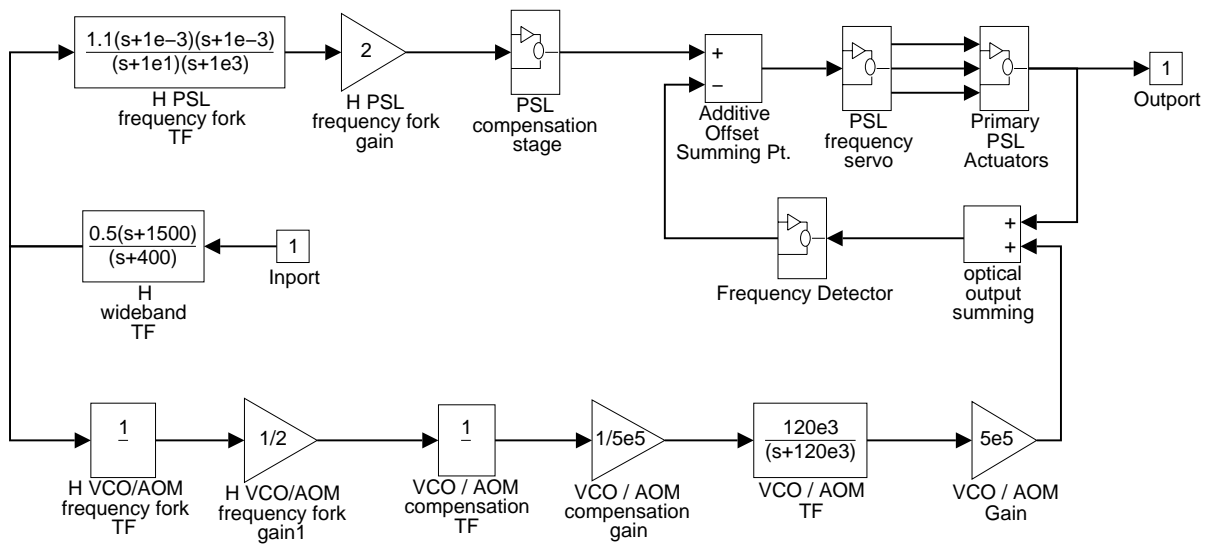 1.1(s+1e−3)(s+1e−3)
(s+1e1)(s+1e3)
H PSL
frequency fork
TF
2
H PSL
frequency fork
gain
PSL
compensation
stage
+
−
Additive
Offset
Summing Pt.
PSL
frequency
servo
Primary
PSL
Actuators
1
Outport
0.5(s+1500)
(s+400)
H
wideband
TF
1
Inport
Frequency Detector
+
+
optical
output
summing
1
H VCO/AOM
frequency fork
TF
1/2
H VCO/AOM
frequency fork
gain1
1
VCO / AOM
compensation
TF
1/5e5
VCO / AOM
compensation
gain
120e3
(s+120e3)
VCO / AOM
TF
5e5
VCO / AOM
Gain